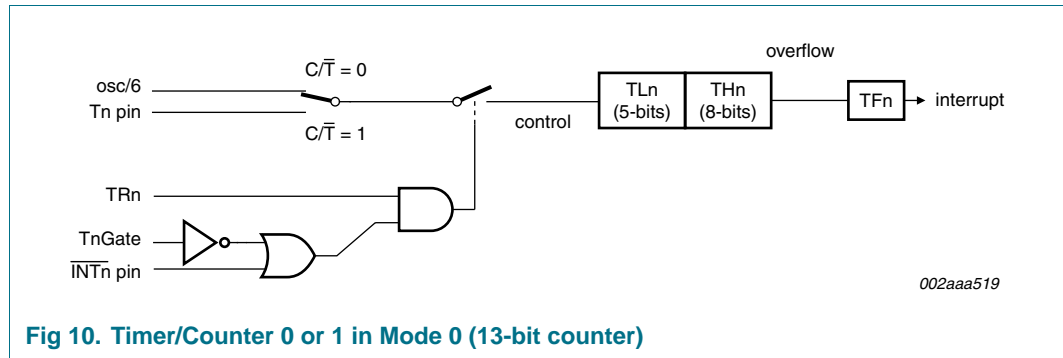 overflow
C/T̅ = 0
osc/6
Tn pin
C/T̅ = 1
control
TLn
(5-bits)
THn
(8-bits)
TFn
interrupt
TRn
TnGate
I̅N̅T̅n̅ pin
002aaa519
Fig 10. Timer/Counter 0 or 1 in Mode 0 (13-bit counter)